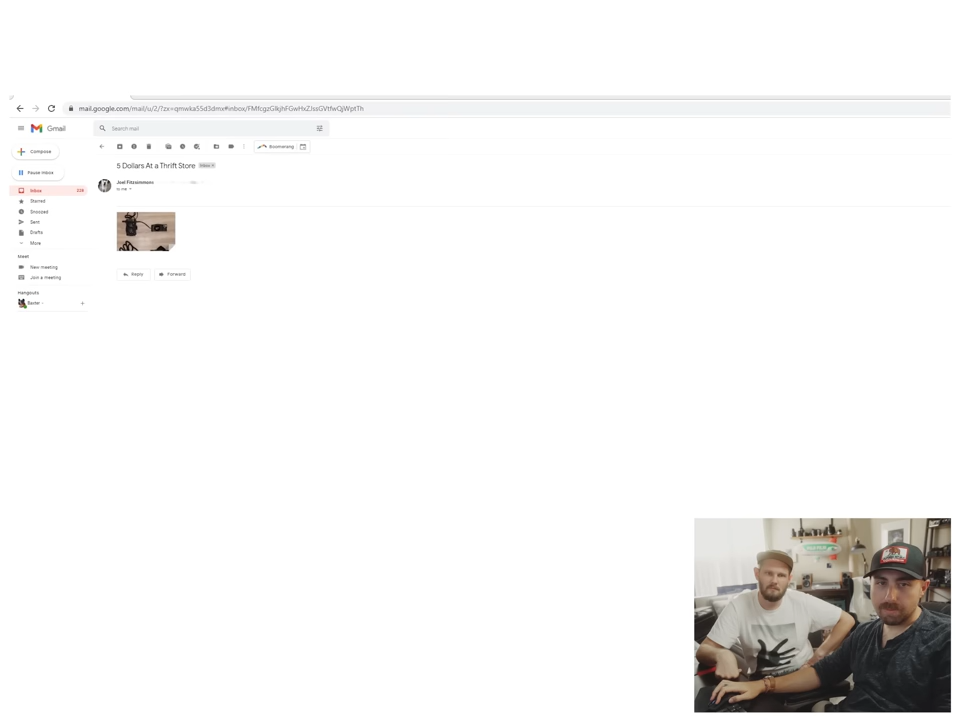 mail.google.com/mail/u/2/?zx=qmwka55d3dmx#inbox/FMfcgzGlkjhFGwHxZJssGVtfwQjWptTh
Gmail
Search mail
Compose
Boomerang
5 Dollars At a Thrift Store Inbox ×
Pause Inbox
Joel Fitzsimmons
to me
Inbox 226
Starred
Snoozed
Sent
Drafts
More
Reply Forward
Meet
New meeting
Join a meeting
Hangouts
Baxter +